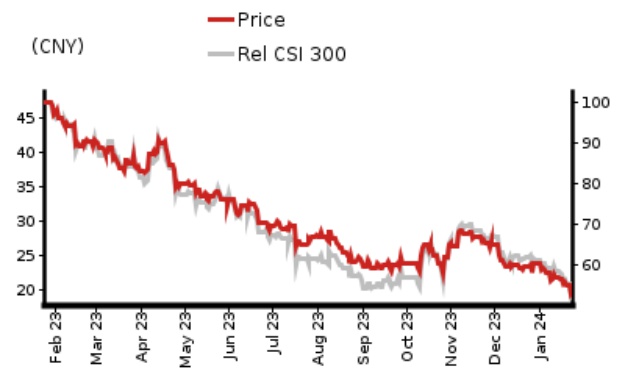 Price
(CNY)
Rel CSI 300
45
40
35
30
25
20
100
90
80
70
60
Feb 23
Mar 23
Apr 23
May 23
Jun 23
Jul 23
Aug 23
Sep 23
Oct 23
Nov 23
Dec 23
Jan 24